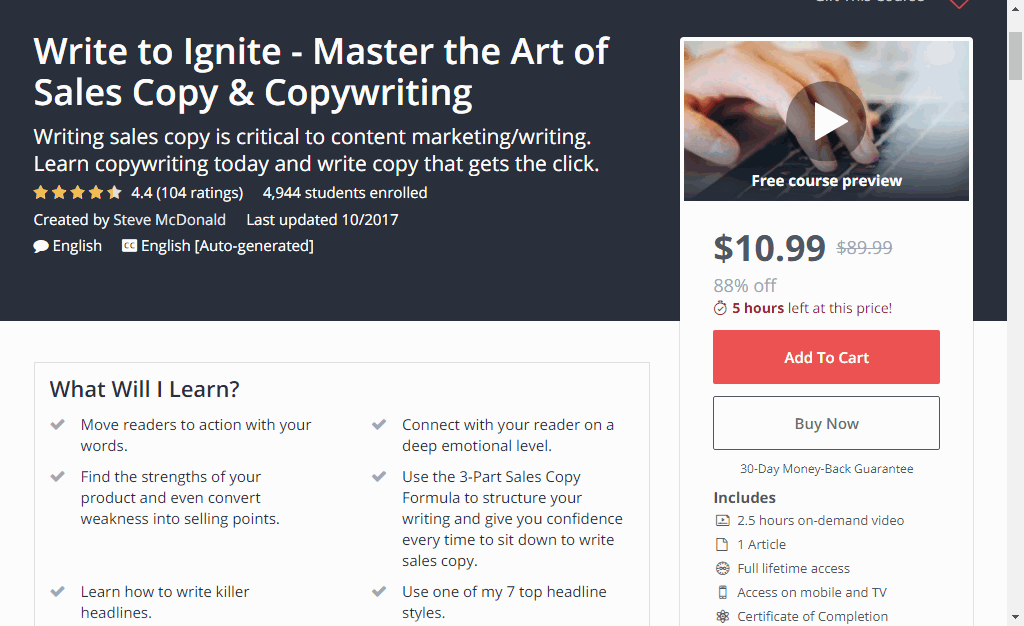 Write to Ignite - Master the Art of
Sales Copy & Copywriting
Writing sales copy is critical to content marketing/writing.
Learn copywriting today and write copy that gets the click.
4.4 (104 ratings) 4,944 students enrolled
Created by Steve McDonald Last updated 10/2017
English CC English [Auto-generated]
Free course preview
$10.99 $89.99
88% off
5 hours left at this price!
Add To Cart
Buy Now
30-Day Money-Back Guarantee
Includes
2.5 hours on-demand video
1 Article
Full lifetime access
Access on mobile and TV
Certificate of Completion
What Will I Learn?
Move readers to action with your
words.
Connect with your reader on a
deep emotional level.
Find the strengths of your
product and even convert
weakness into selling points.
Use the 3-Part Sales Copy
Formula to structure your
writing and give you confidence
every time to sit down to write
sales copy.
Learn how to write killer
headlines.
Use one of my 7 top headline
styles.